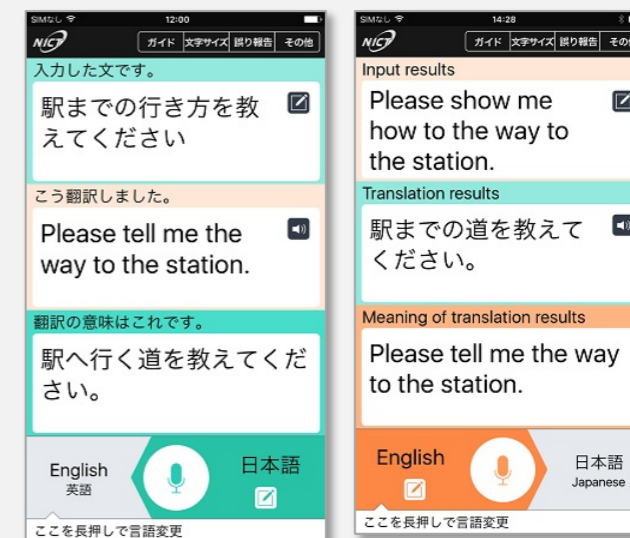 SIMなし 12:00
NICT ガイド 文字サイズ 誤り報告 その他
入力した文です。
駅までの行き方を教
えてください
こう翻訳しました。
Please tell me the
way to the station.
翻訳の意味はこれです。
駅へ行く道を教えてくだ
さい。
English 日本語
英語
ここを長押しで言語変更
SIMなし 14:28
NICT ガイド 文字サイズ 誤り報告 その
Input results
Please show me
how to the way to
the station.
Translation results
駅までの道を教えて
ください。
Meaning of translation results
Please tell me the way
to the station.
English 日本語
Japanese
ここを長押しで言語変更